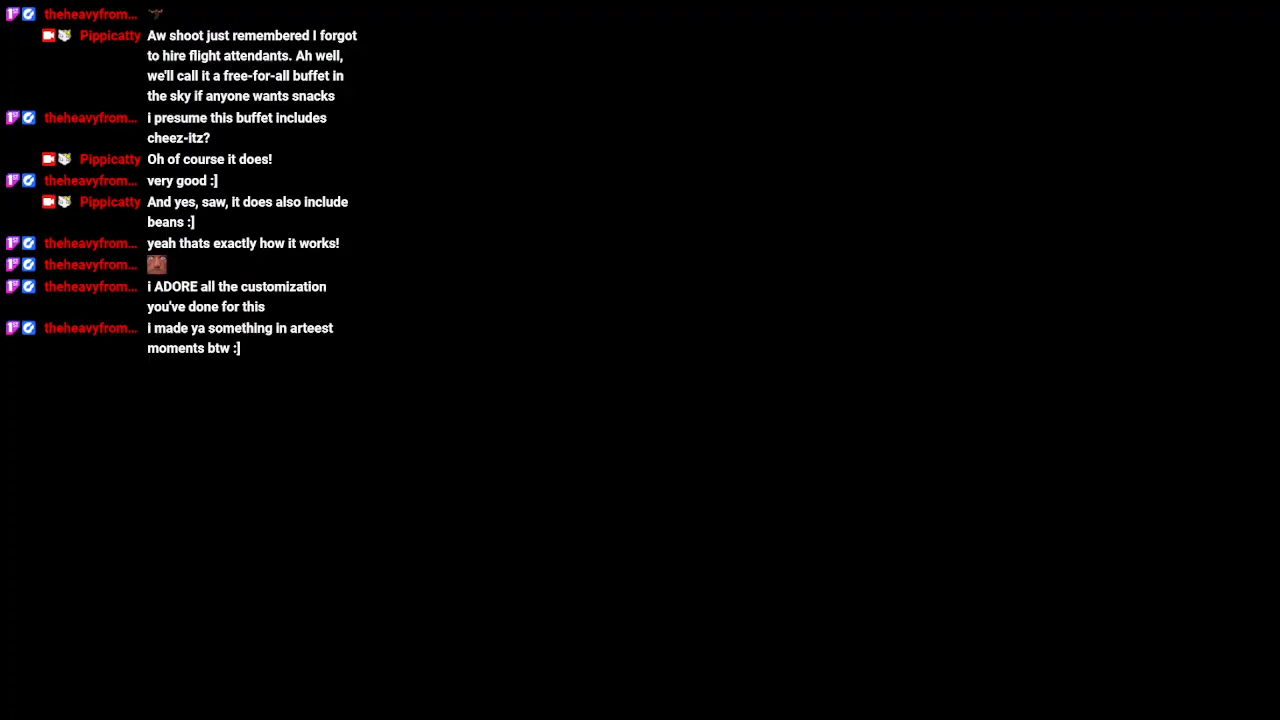 theheavyfrom...
Pippicatty Aw shoot just remembered I forgot
to hire flight attendants. Ah well,
we'll call it a free-for-all buffet in
the sky if anyone wants snacks
theheavyfrom... i presume this buffet includes
cheez-itz?
Pippicatty Oh of course it does!
theheavyfrom... very good :]
Pippicatty And yes, saw, it does also include
beans :]
theheavyfrom... yeah thats exactly how it works!
theheavyfrom...
theheavyfrom... i ADORE all the customization
you've done for this
theheavyfrom... i made ya something in arteest
moments btw :]